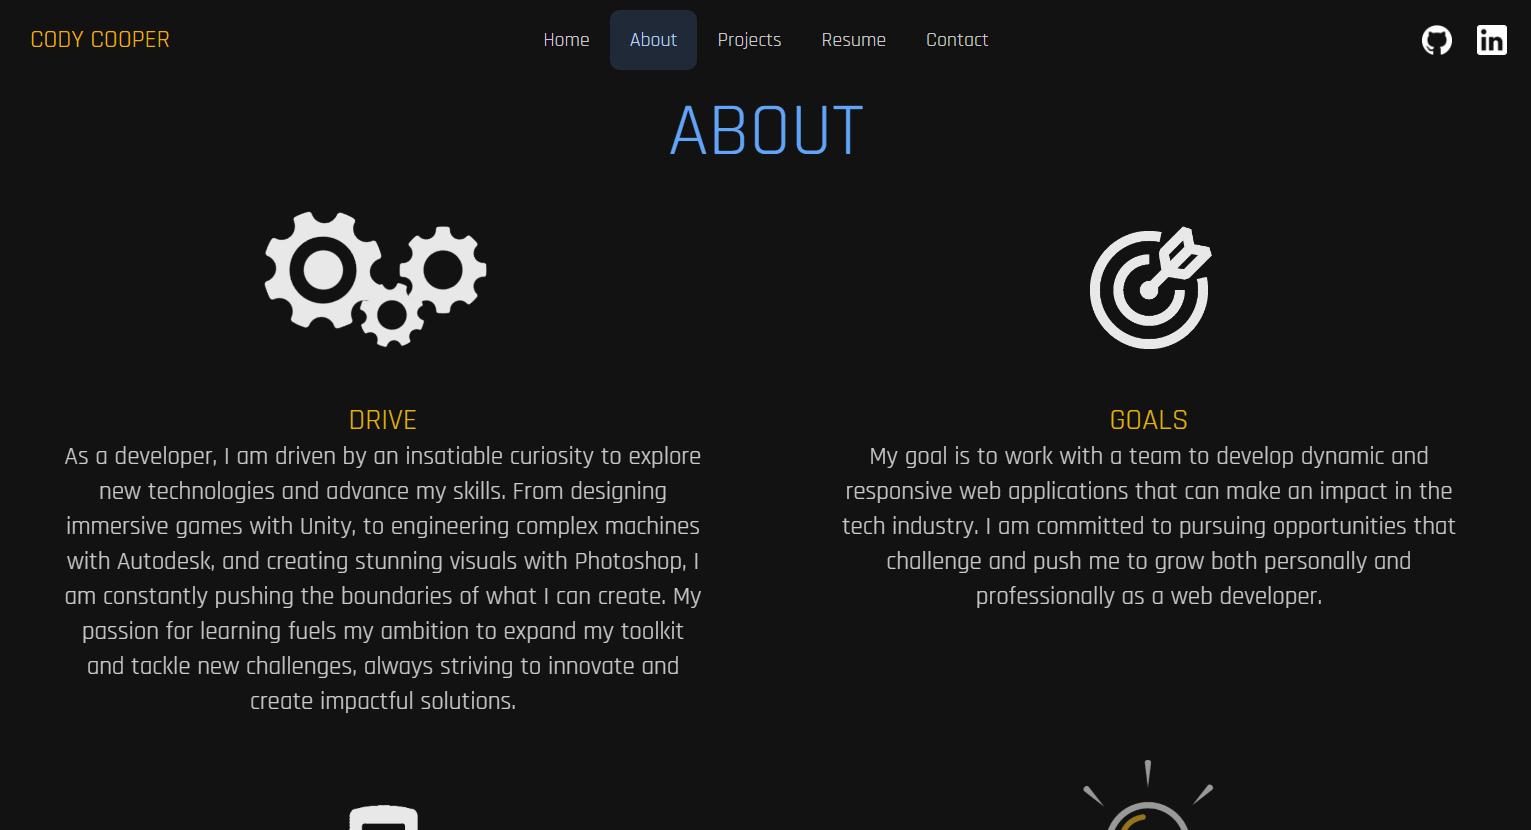 CODY COOPER
Home
About
Projects
Resume
Contact
in
ABOUT
DRIVE
As a developer, I am driven by an insatiable curiosity to explore
new technologies and advance my skills. From designing
immersive games with Unity, to engineering complex machines
with Autodesk, and creating stunning visuals with Photoshop, I
am constantly pushing the boundaries of what I can create. My
passion for learning fuels my ambition to expand my toolkit
and tackle new challenges, always striving to innovate and
create impactful solutions.
GOALS
My goal is to work with a team to develop dynamic and
responsive web applications that can make an impact in the
tech industry. I am committed to pursuing opportunities that
challenge and push me to grow both personally and
professionally as a web developer.